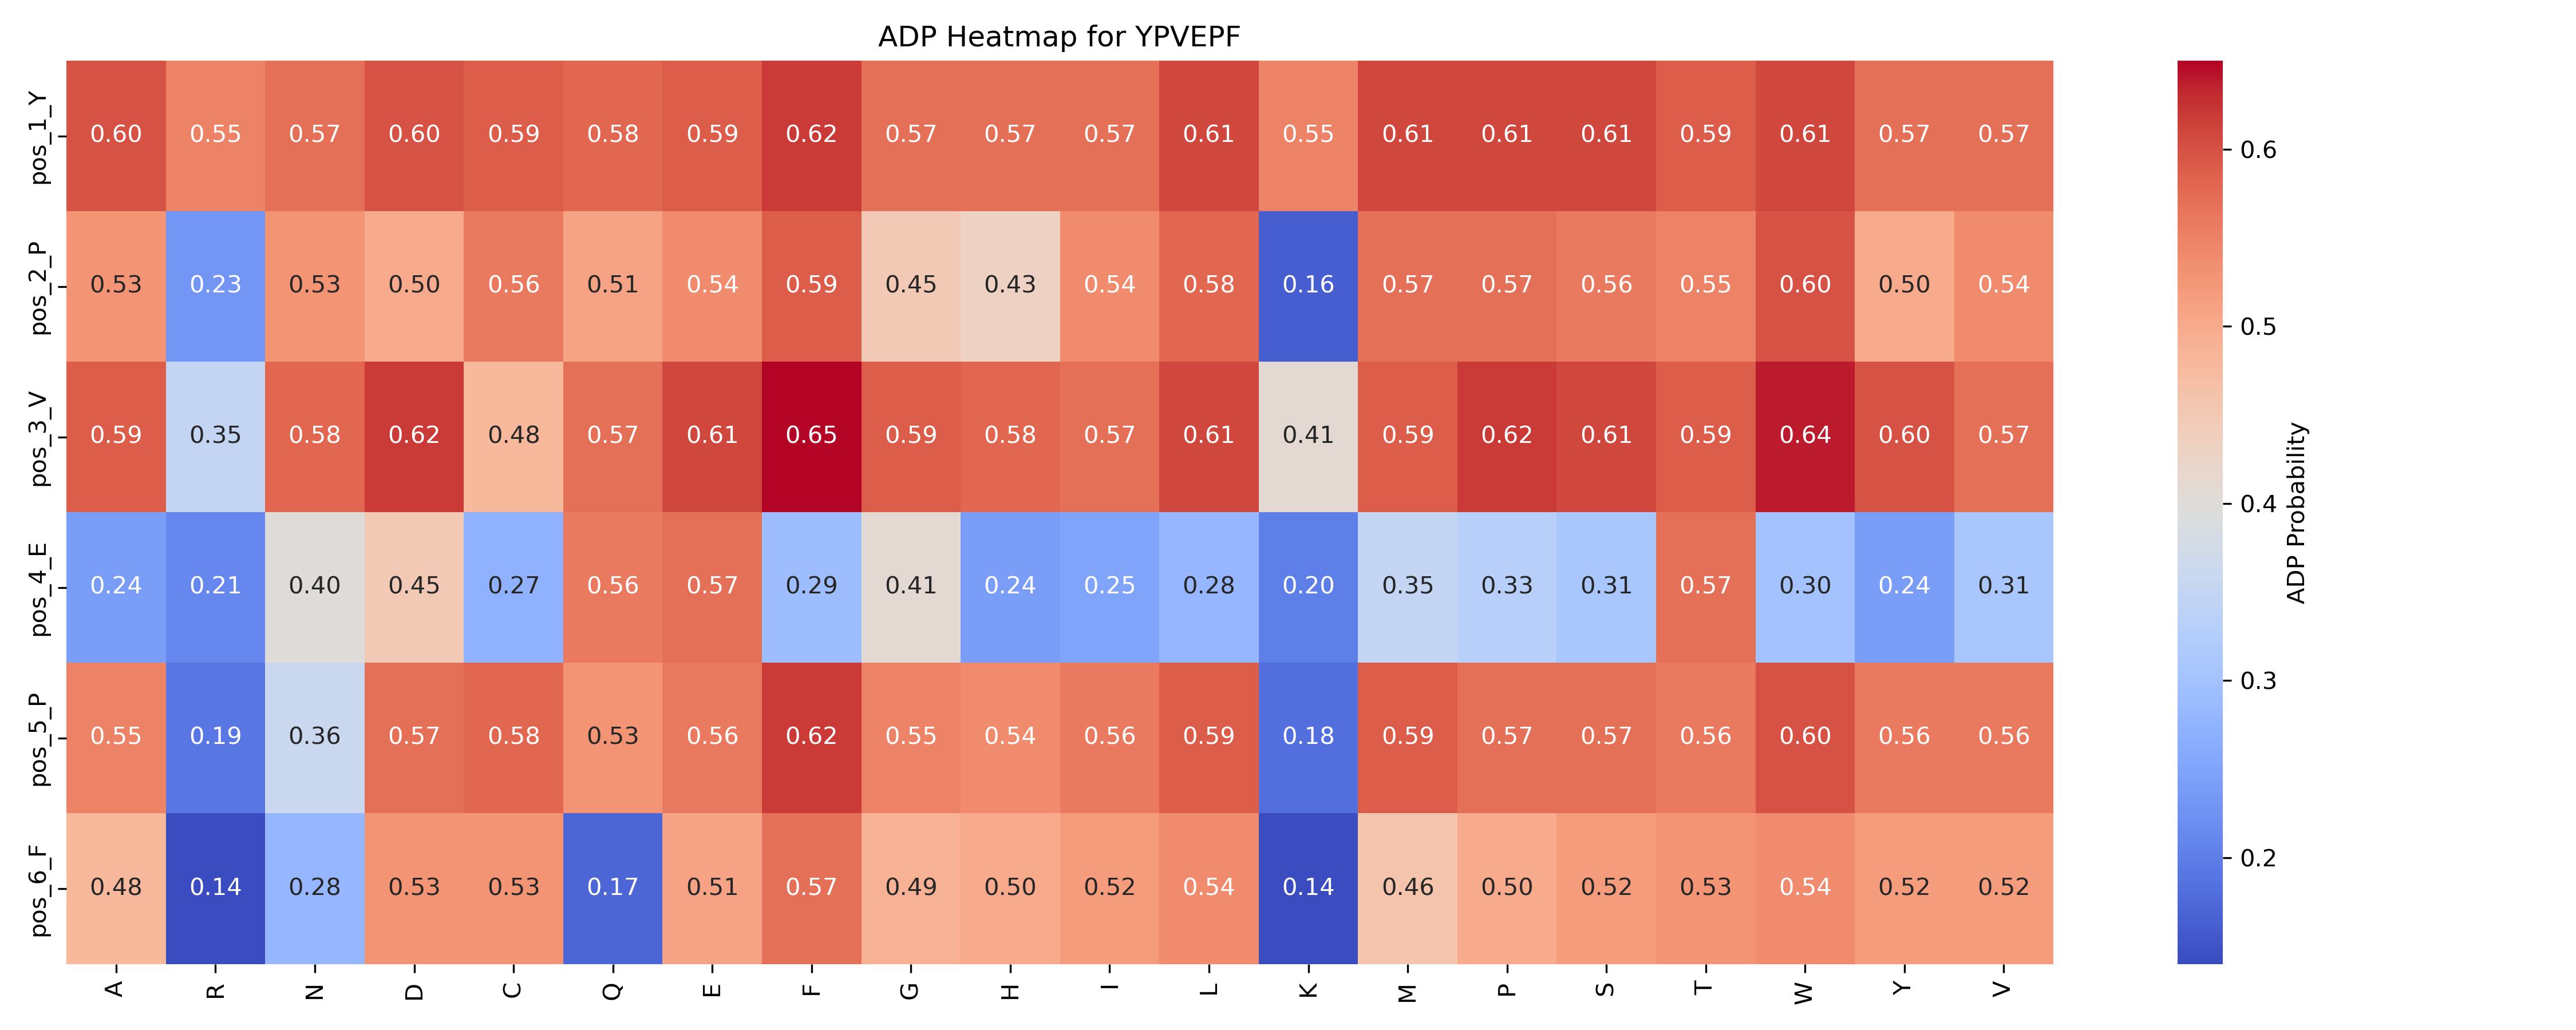 ADP Heatmap for YPVEPF
pos_1_Y 0.60 0.55 0.57 0.60 0.59 0.58 0.59 0.62 0.57 0.57 0.57 0.61 0.55 0.61 0.61 0.61 0.59 0.61 0.57 0.57
pos_2_P 0.53 0.23 0.53 0.50 0.56 0.51 0.54 0.59 0.45 0.43 0.54 0.58 0.16 0.57 0.57 0.56 0.55 0.60 0.50 0.54
pos_3_V 0.59 0.35 0.58 0.62 0.48 0.57 0.61 0.65 0.59 0.58 0.57 0.61 0.41 0.59 0.62 0.61 0.59 0.64 0.60 0.57
pos_4_E 0.24 0.21 0.40 0.45 0.27 0.56 0.57 0.29 0.41 0.24 0.25 0.28 0.20 0.35 0.33 0.31 0.57 0.30 0.24 0.31
pos_5_P 0.55 0.19 0.36 0.57 0.58 0.53 0.56 0.62 0.55 0.54 0.56 0.59 0.18 0.59 0.57 0.57 0.56 0.60 0.56 0.56
pos_6_F 0.48 0.14 0.28 0.53 0.53 0.17 0.51 0.57 0.49 0.50 0.52 0.54 0.14 0.46 0.50 0.52 0.53 0.54 0.52 0.52
A R N D C Q E F G H I L K M P S T W Y V
0.6
0.5
0.4
0.3
0.2
ADP Probability